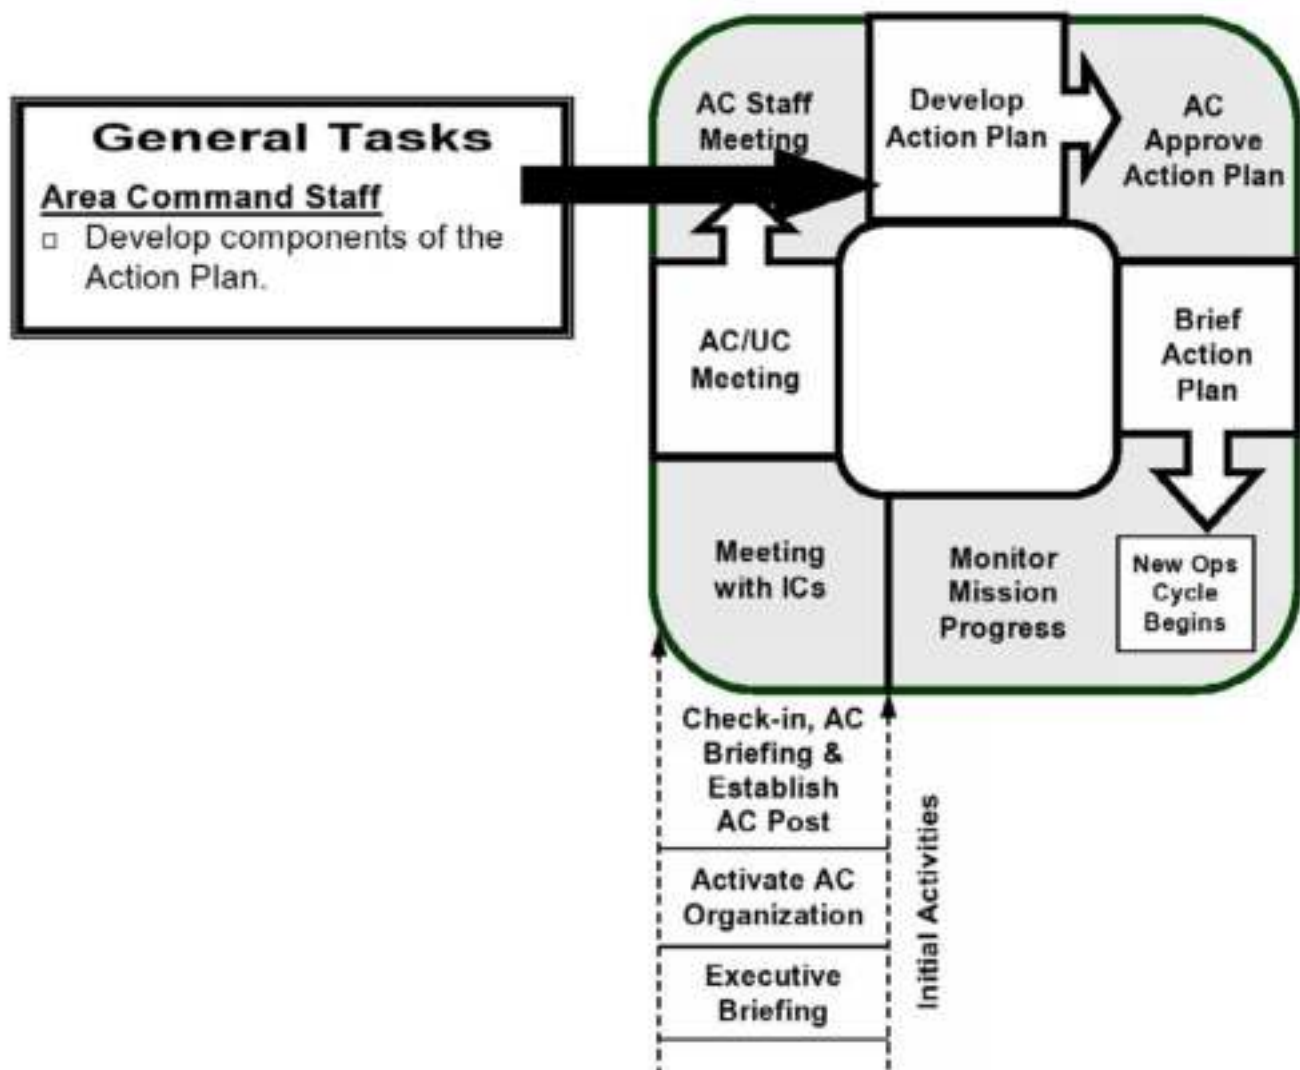 General Tasks
Area Command Staff
□ Develop components of the
Action Plan.
AC Staff
Meeting
Develop
Action Plan
AC
Approve
Action Plan
AC/UC
Meeting
Brief
Action
Plan
Meeting
with ICs
Monitor
Mission
Progress
New Ops
Cycle
Begins
Check-in, AC
Briefing &
Establish
AC Post
Activate AC
Organization
Executive
Briefing
Initial Activities